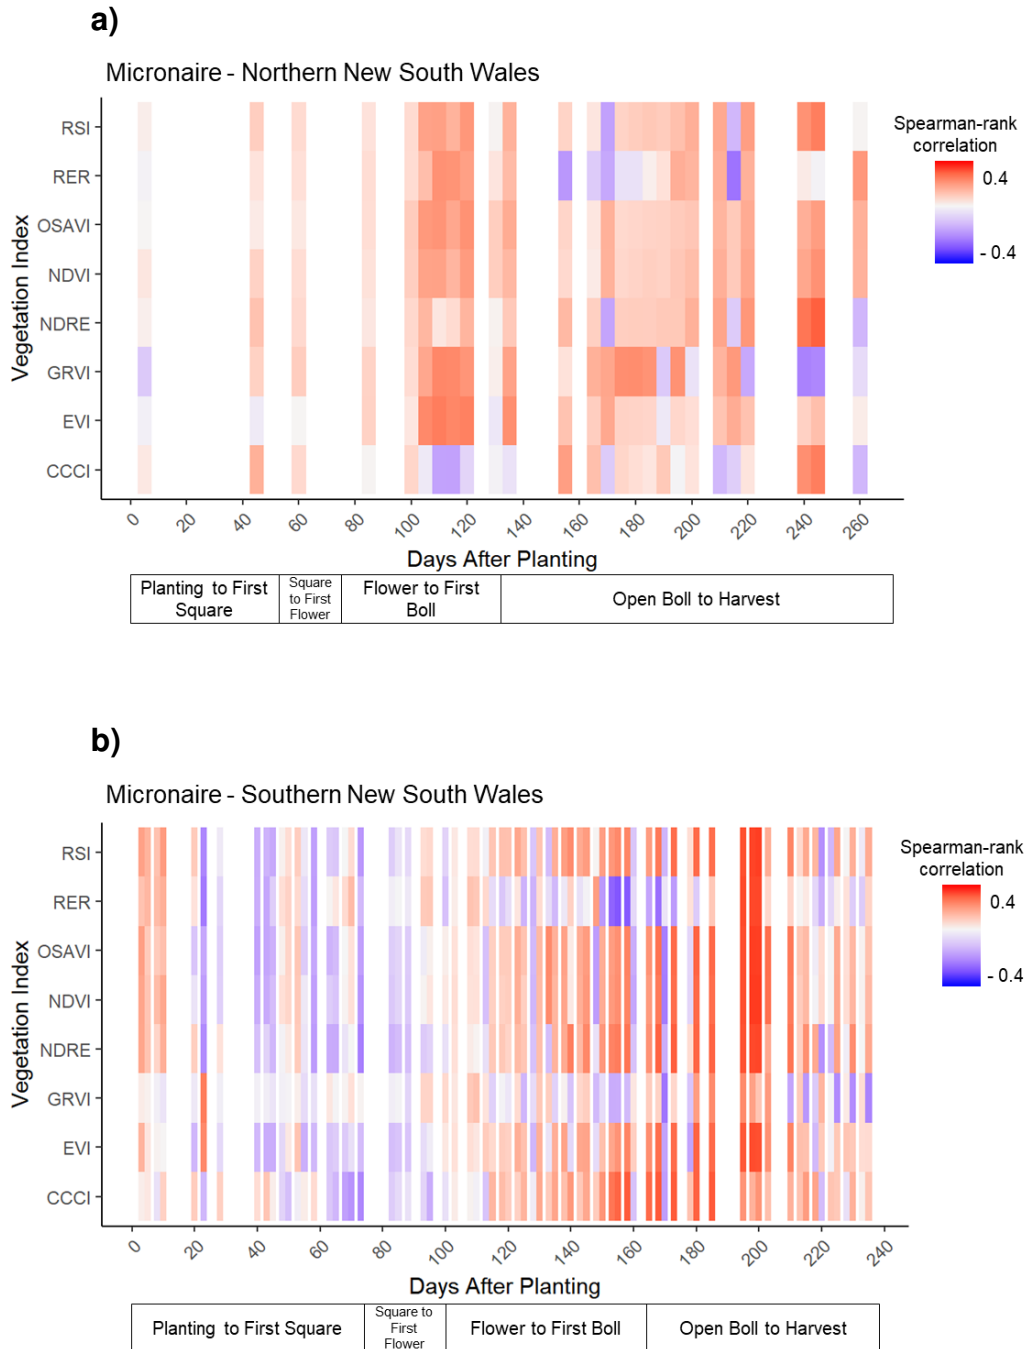 a)
Micronaire - Northern New South Wales
Spearman-rank
correlation
0.4
- 0.4
Vegetation Index
RSI
RER
OSAVI
NDVI
NDRE
GRVI
EVI
CCCI
0 20 40 60 80 100 120 140 160 180 200 220 240 260
Days After Planting
Planting to First
Square
Square
to First
Flower
Flower to First
Boll
Open Boll to Harvest
b)
Micronaire - Southern New South Wales
Spearman-rank
correlation
0.4
- 0.4
Vegetation Index
RSI
RER
OSAVI
NDVI
NDRE
GRVI
EVI
CCCI
0 20 40 60 80 100 120 140 160 180 200 220 240
Days After Planting
Planting to First Square
Square to
First
Flower
Flower to First Boll
Open Boll to Harvest